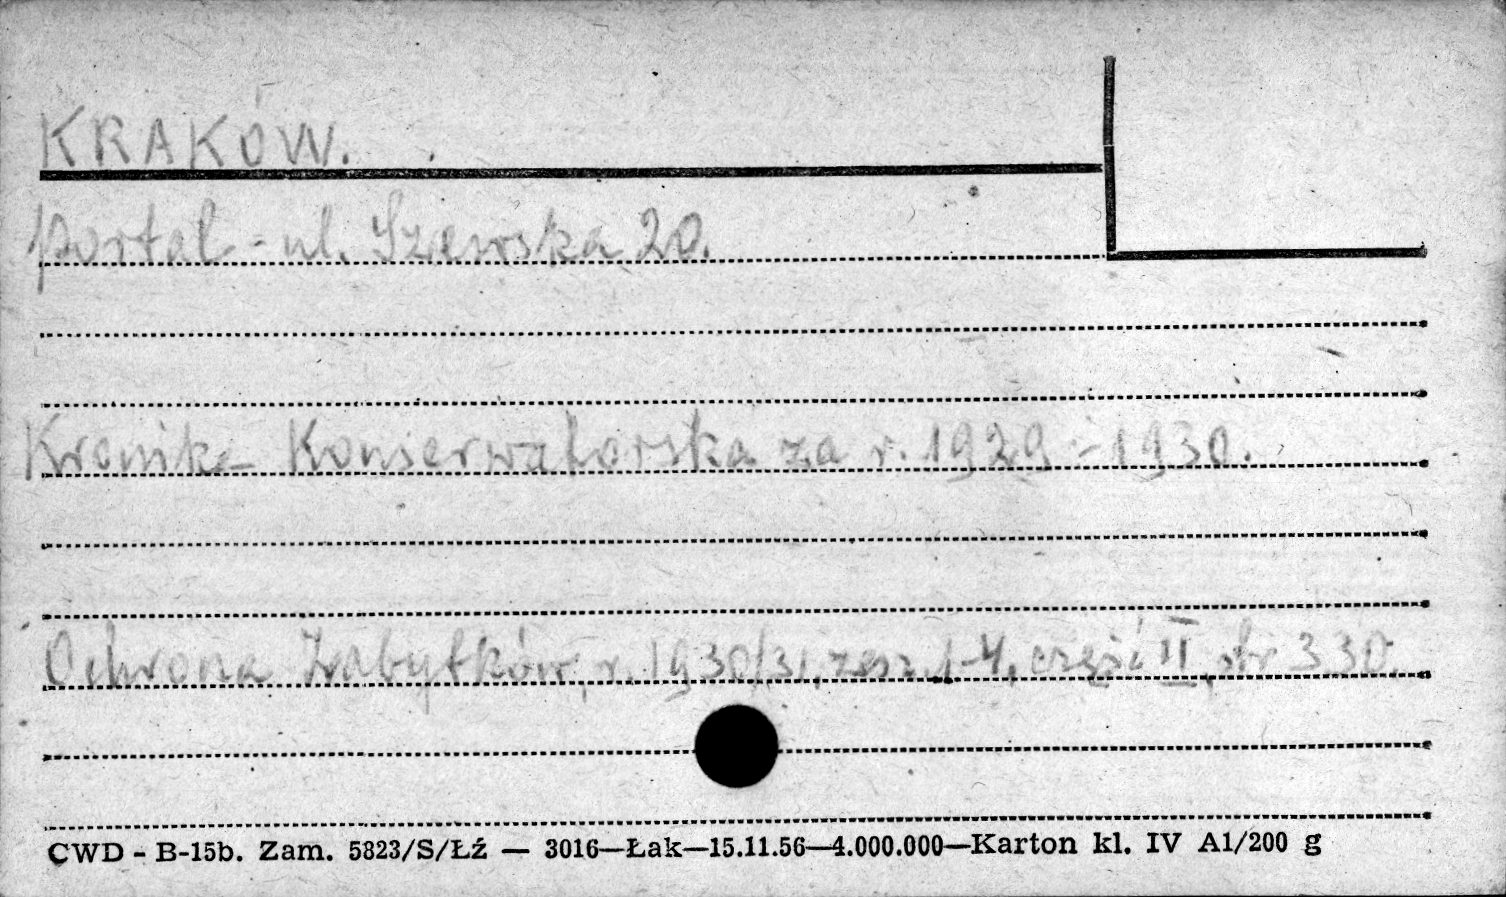 KRAKÓW.
portal - ul. Szewska 20.
Kronika Konserwatorska za r. 1929-1930.
Ochrona Zabytków, r. 1930/31, zesz. 1-4, część II, str 330.
CWD - B-15b. Zam. 5823/S/Łź — 3016—Łak—15.11.56—4.000.000—Karton kl. IV A1/200 g